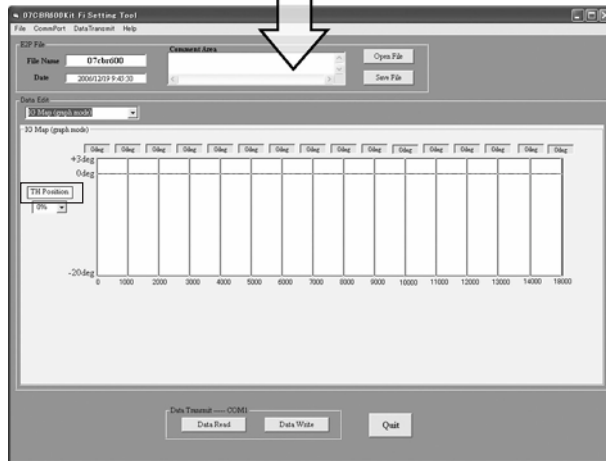 07CBR600Kit Fi Setting Tool
File CommPort DataTransmit Help
E2P File
File Name 07cbr600
Date 2006/12/19 9:45:30
Comment Area
Open File
Save File
Data Edit
IG Map (graph mode)
IG Map (graph mode)
0deg 0deg 0deg 0deg 0deg 0deg 0deg 0deg 0deg 0deg 0deg 0deg 0deg 0deg
+3deg
0deg
TH Position
0%
-20deg
0 1000 2000 3000 4000 5000 6000 7000 8000 9000 10000 11000 12000 13000 14000 18000
Data Transmit ---- COM1
Data Read Data Write
Quit